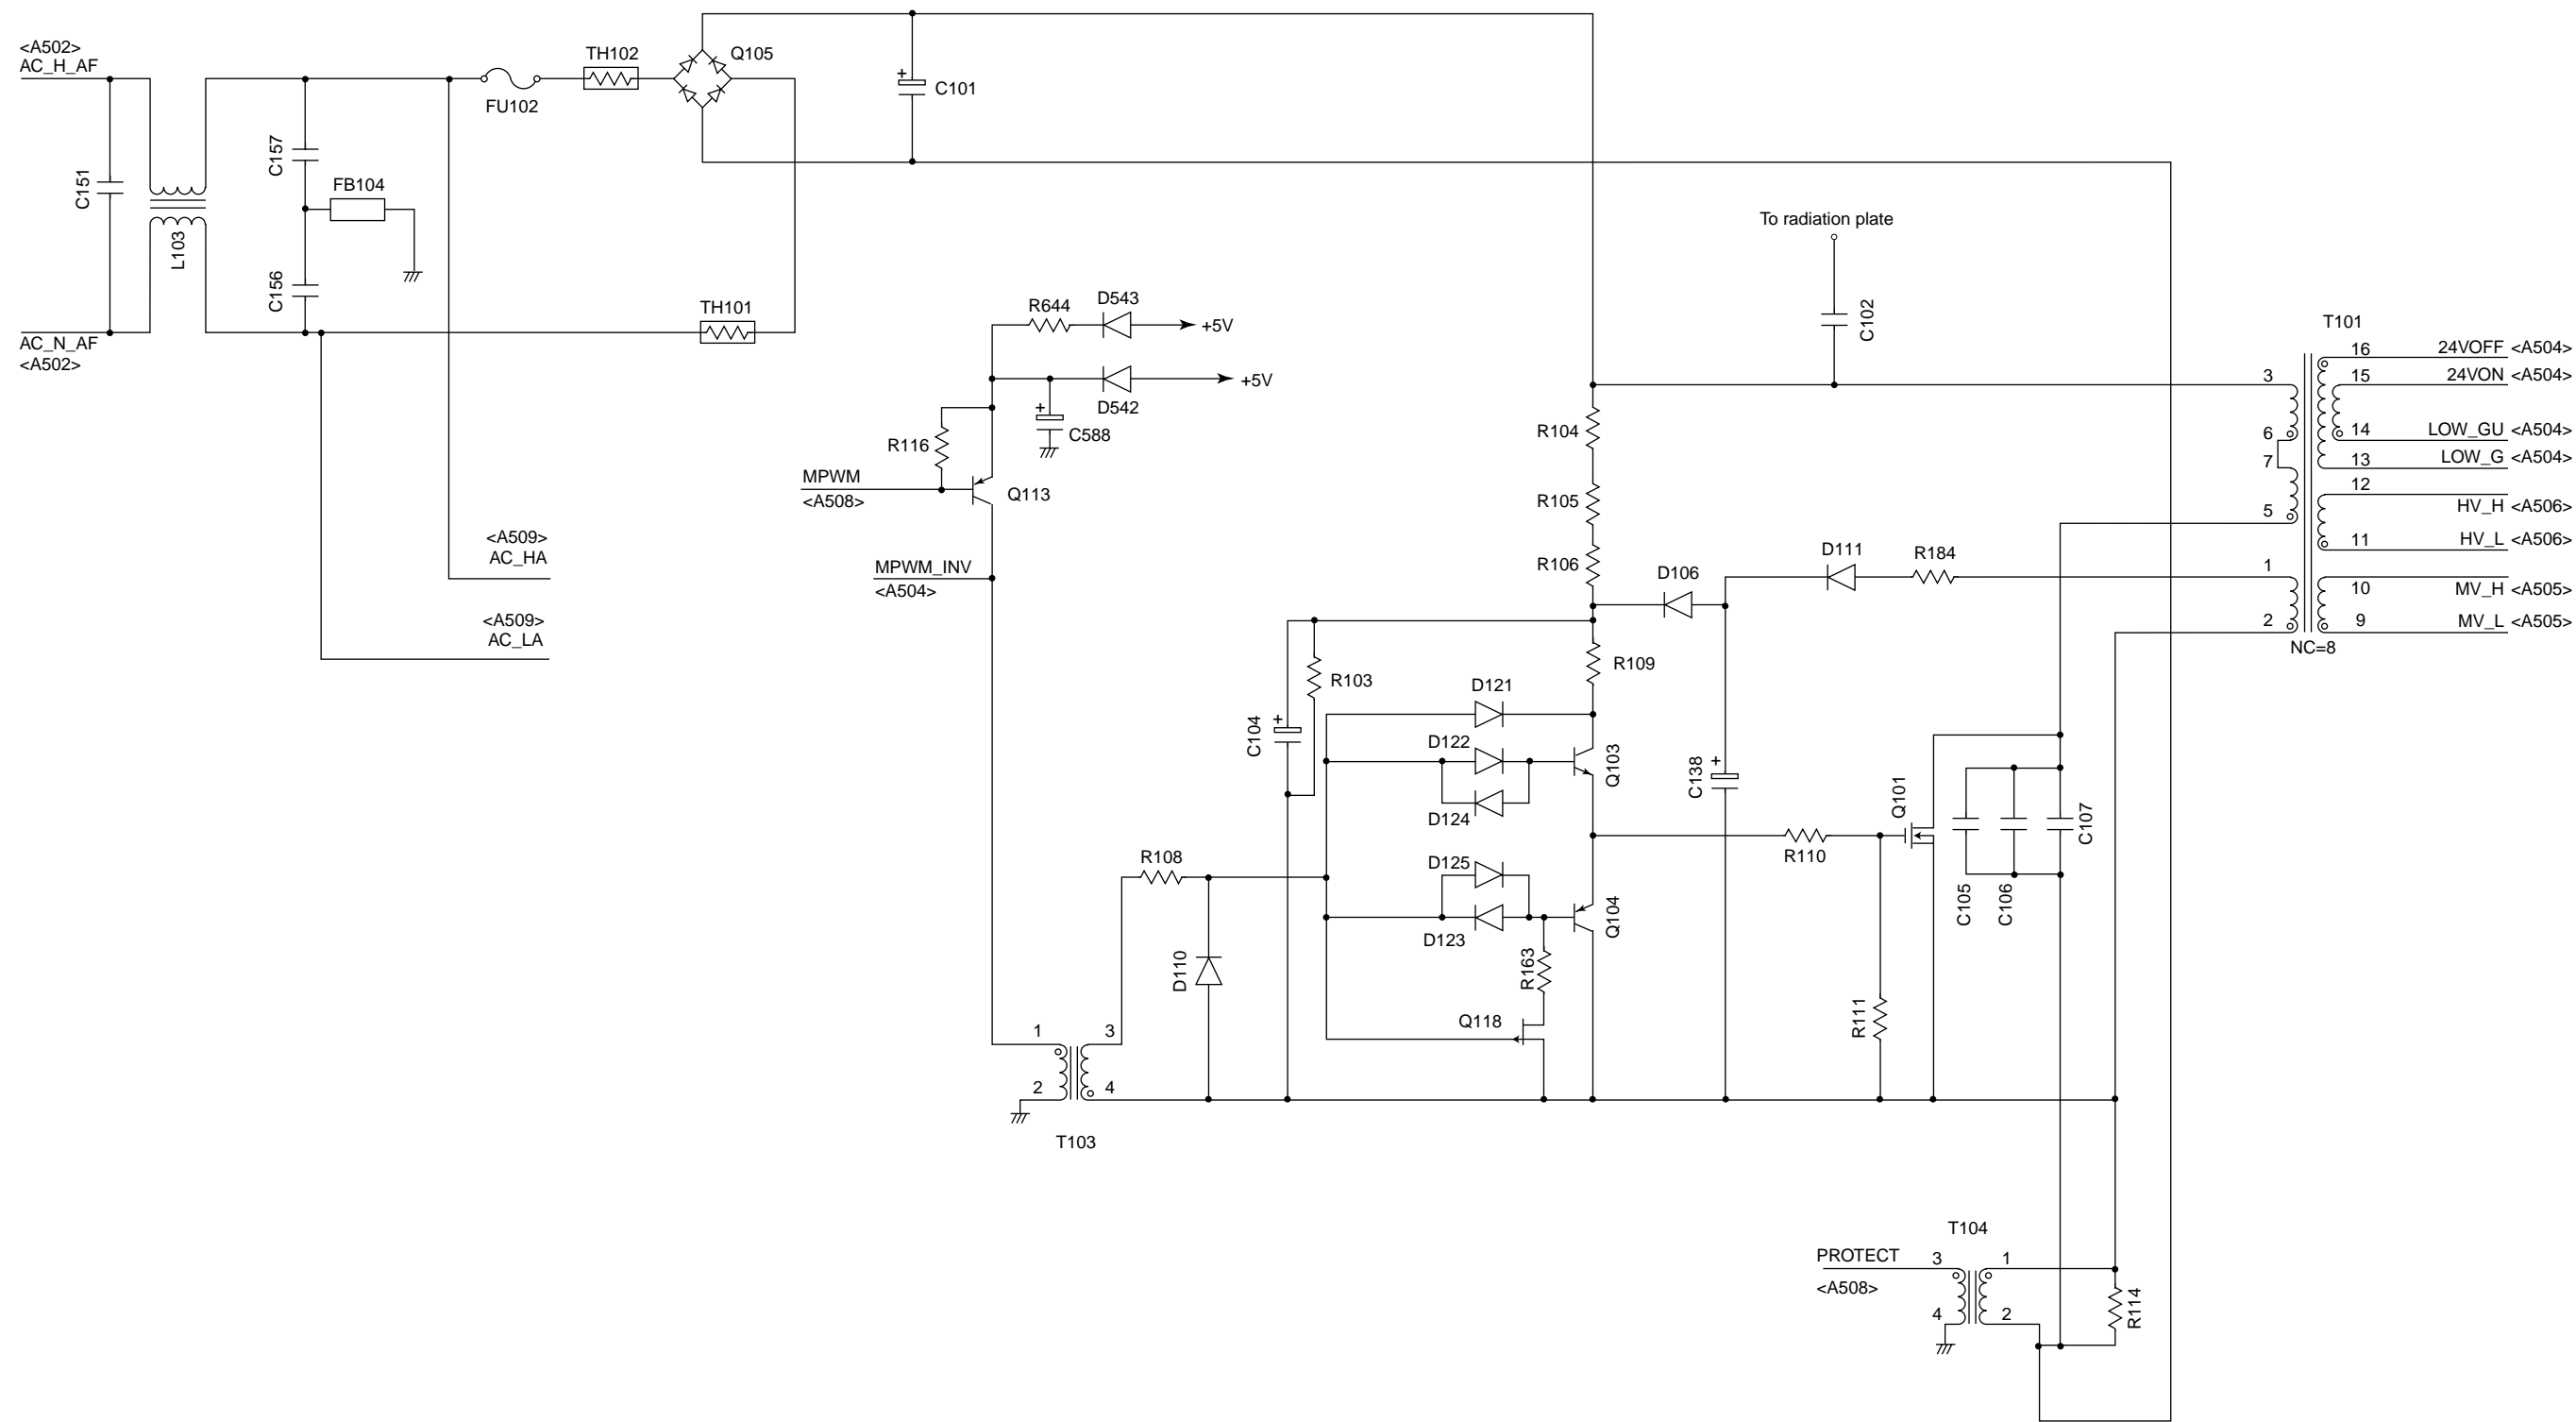 <A502>
AC_H_AF
TH102
Q105
FU102
C101
C157
C151
FB104
L103
C156
TH101
AC_N_AF
<A502>
To radiation plate
C102
R644
D543
+5V
D542
+5V
C588
R116
MPWM
<A508>
Q113
<A509>
AC_HA
MPWM_INV
<A504>
<A509>
AC_LA
T101
16
24VOFF <A504>
15
24VON <A504>
3
6
14
LOW_GU <A504>
7
13
LOW_G <A504>
12
HV_H <A506>
5
11
HV_L <A506>
1
10
MV_H <A505>
2
9
MV_L <A505>
NC=8
R104
R105
R106
D106
D111
R184
R109
R103
C104
+
D121
D122
Q103
D124
C138
+
Q101
C107
R110
C105
C106
R108
D125
D123
Q104
D110
R163
Q118
R111
1
3
2
4
T103
T104
PROTECT
<A508>
3
1
4
2
R114
+
+